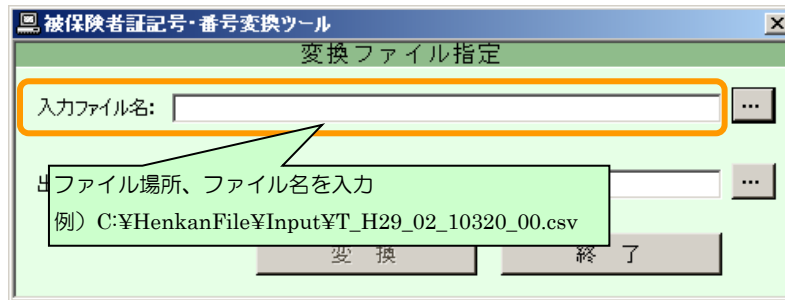 被保険者証記号・番号変換ツール
変換ファイル指定
入力ファイル名:
...
ファイル場所、ファイル名を入力
例）C:¥HenkanFile¥Input¥T_H29_02_10320_00.csv
出
...
変 換
終 了